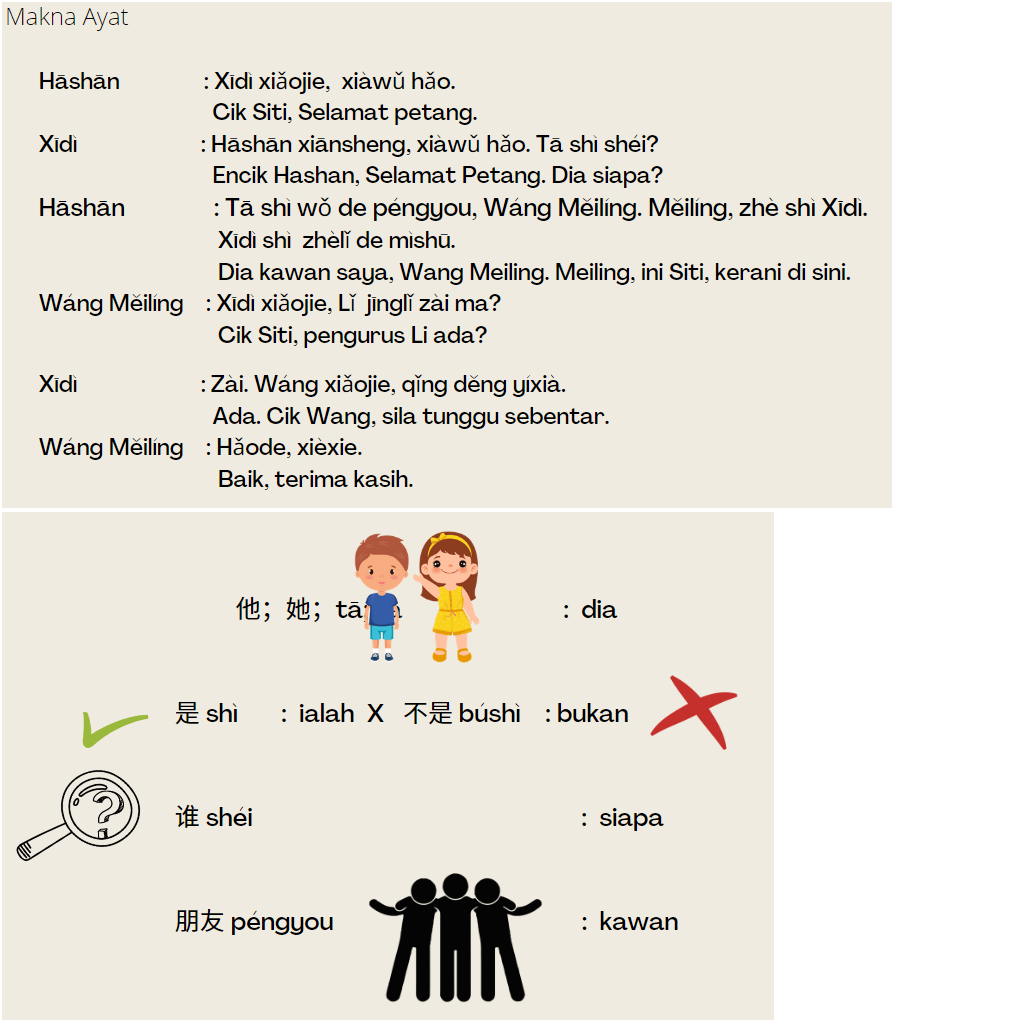 Makna Ayat
Hāshān : Xīdì xiǎojie, xiàwǔ hǎo.
Cik Siti, Selamat petang.
Xīdì : Hāshān xiānsheng, xiàwǔ hǎo. Tā shì shéi?
Encik Hashan, Selamat Petang. Dia siapa?
Hāshān : Tā shì wǒ de péngyou, Wáng Měilíng. Měilíng, zhè shì Xīdì.
Xīdì shì zhèlǐ de mìshū.
Dia kawan saya, Wang Meiling. Meiling, ini Siti, kerani di sini.
Wáng Měilíng : Xīdì xiǎojie, Lǐ jīnglǐ zài ma?
Cik Siti, pengurus Li ada?
Xīdì : Zài. Wáng xiǎojie, qǐng děng yíxià.
Ada. Cik Wang, sila tunggu sebentar.
Wáng Měilíng : Hǎode, xièxie.
Baik, terima kasih.
他；她；tā : dia
是 shì : ialah X 不是 búshì : bukan
谁 shéi : siapa
朋友 péngyou : kawan